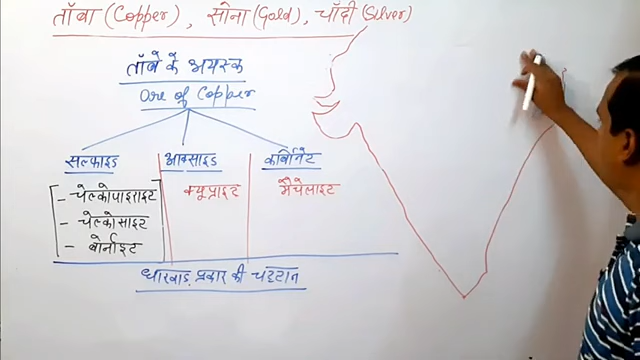 ताँबा (Copper), सोना (Gold), चाँदी (Silver)
ताँबे के अयस्क
Ore of Copper
सल्फाइड आक्साइड कार्बोनेट
- चेल्कोपाइराइट क्यूप्राइट मैचेलाइट
- चेल्कोसाइट
- बोर्नाइट
धारवाड़ प्रकार की चट्टान